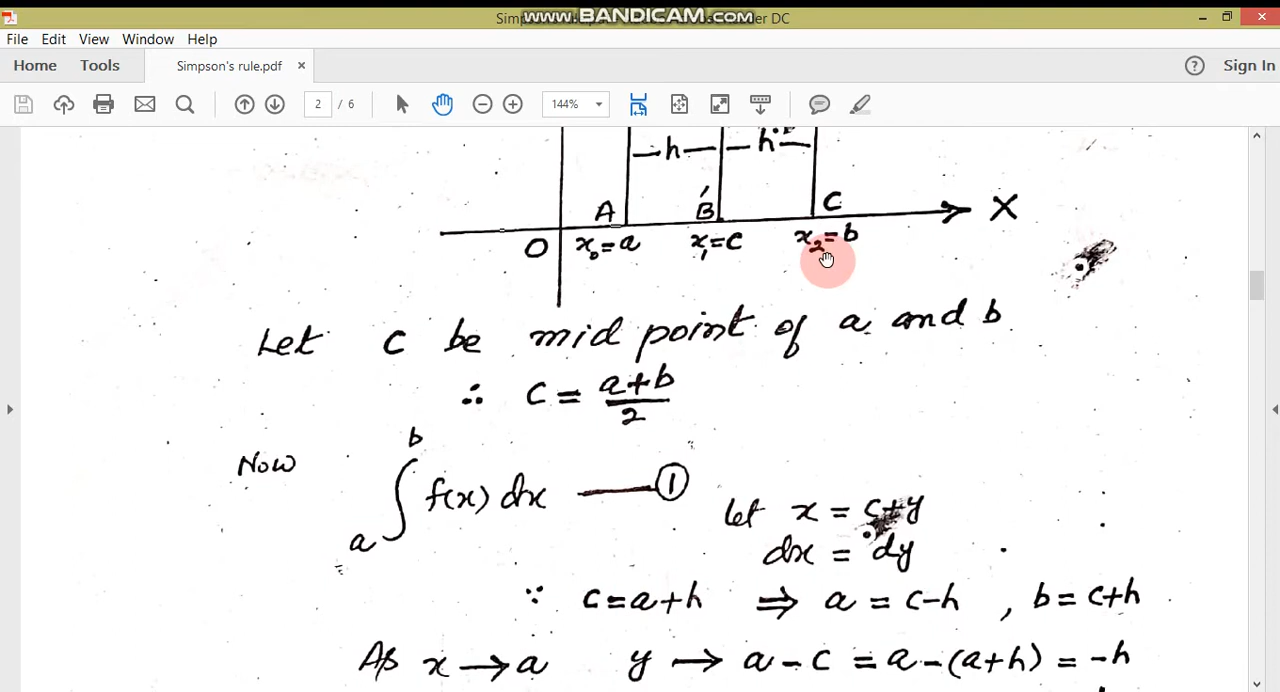 www.BANDICAM.com
File Edit View Window Help
Home Tools Simpson's rule.pdf × Sign In
2 / 6 144%
h h
A B C X
O x₀=a x₁=c x₂=b
Let c be mid point of a and b
∴ c = a+b/2
Now ∫ₐᵇ f(x) dx —— ①
Let x = c+y
dx = dy
∵ c=a+h ⇒ a = c-h , b = c+h
As x → a y → a - c = a - (a+h) = -h